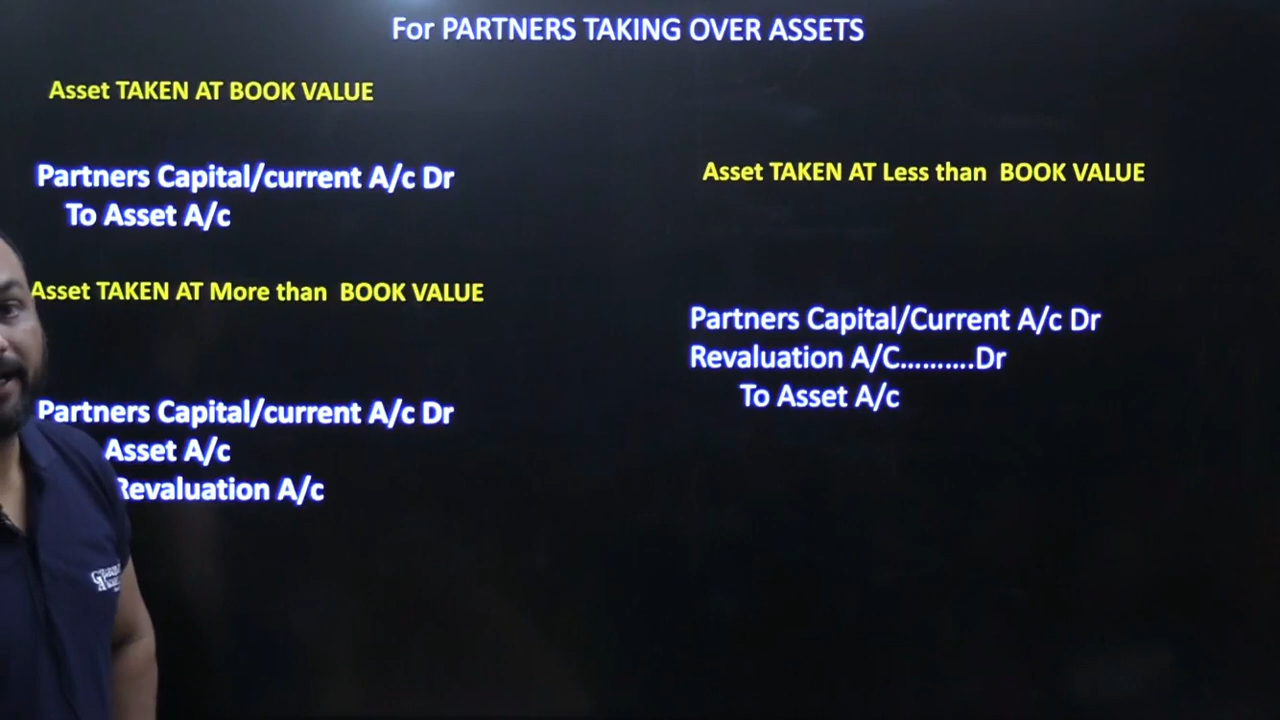 For PARTNERS TAKING OVER ASSETS
Asset TAKEN AT BOOK VALUE
Partners Capital/current A/c Dr
To Asset A/c
Asset TAKEN AT More than BOOK VALUE
Partners Capital/current A/c Dr
Asset A/c
Revaluation A/c
Asset TAKEN AT Less than BOOK VALUE
Partners Capital/Current A/c Dr
Revaluation A/C..........Dr
To Asset A/c